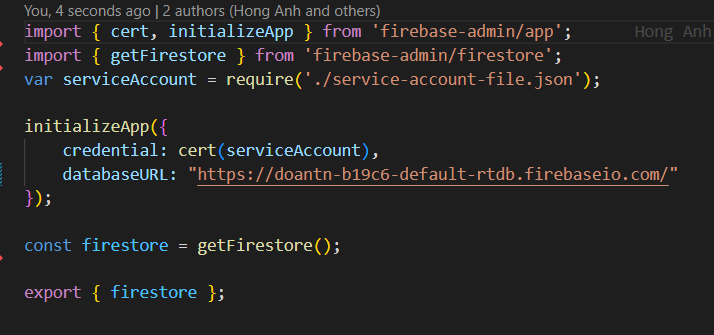 You, 4 seconds ago | 2 authors (Hong Anh and others)
import { cert, initializeApp } from 'firebase-admin/app'; Hong Anh
import { getFirestore } from 'firebase-admin/firestore';
var serviceAccount = require('./service-account-file.json');
initializeApp({
    credential: cert(serviceAccount),
    databaseURL: "https://doantn-b19c6-default-rtdb.firebaseio.com/"
});
const firestore = getFirestore();
export { firestore };